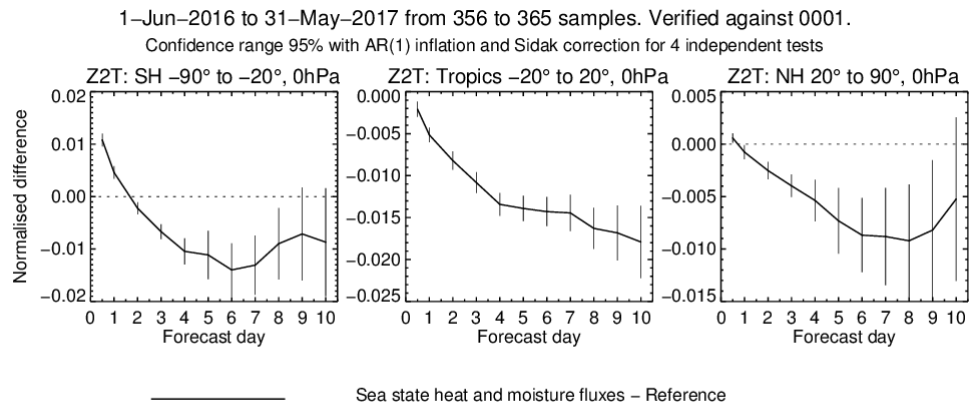 1−Jun−2016 to 31−May−2017 from 356 to 365 samples. Verified against 0001.
Confidence range 95% with AR(1) inflation and Sidak correction for 4 independent tests
Z2T: SH −90° to −20°, 0hPa
Z2T: Tropics −20° to 20°, 0hPa
Z2T: NH 20° to 90°, 0hPa
Normalised difference
0.02
0.01
0.00
−0.01
−0.02
0 1 2 3 4 5 6 7 8 9 10
Forecast day
0.000
−0.005
−0.010
−0.015
−0.020
−0.025
0 1 2 3 4 5 6 7 8 9 10
Forecast day
0.005
0.000
−0.005
−0.010
−0.015
0 1 2 3 4 5 6 7 8 9 10
Forecast day
Sea state heat and moisture fluxes − Reference